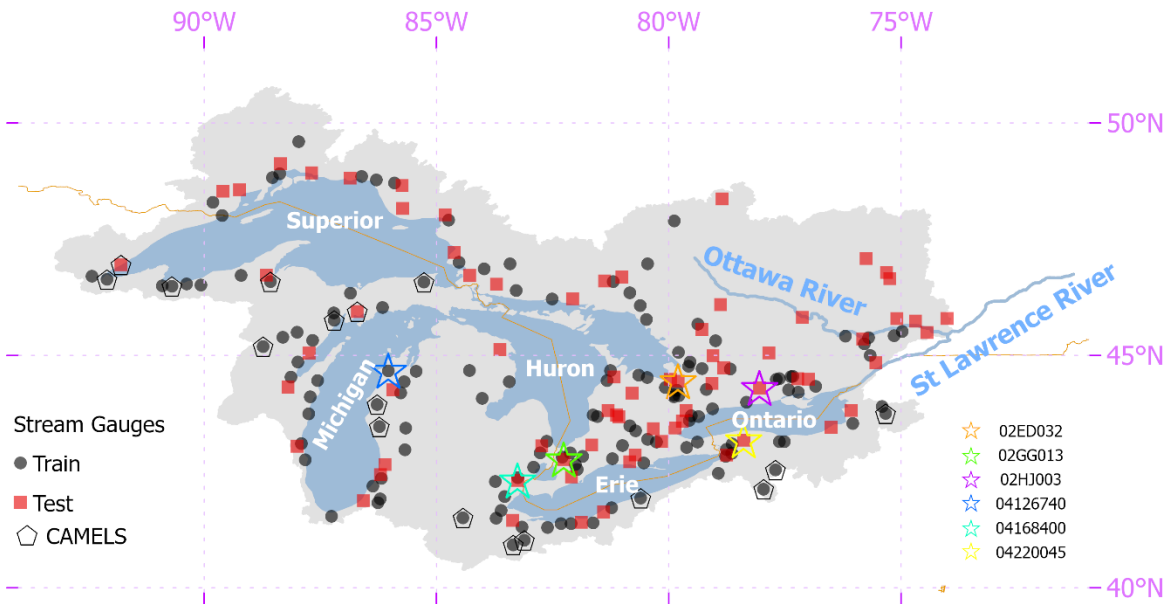 90°W 85°W 80°W 75°W
50°N
Superior
Ottawa River
St Lawrence River
45°N
Huron
Michigan
Ontario
Stream Gauges
Train
Test
CAMELS
Erie
02ED032
02GG013
02HJ003
04126740
04168400
04220045
40°N